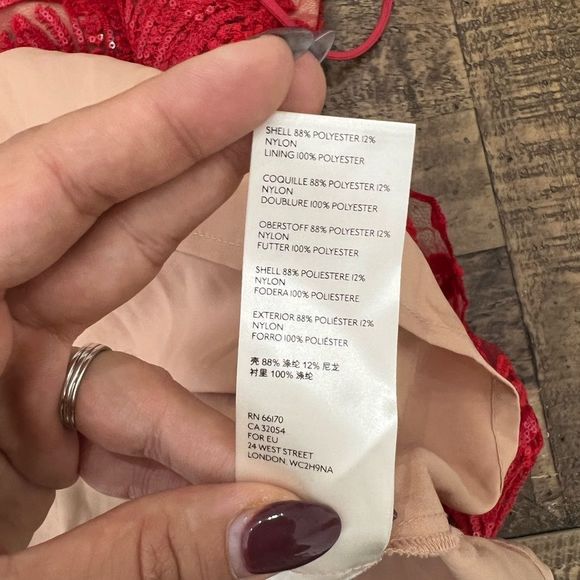 SHELL 88% POLYESTER 12%
NYLON
LINING 100% POLYESTER
COQUILLE 88% POLYESTER 12%
NYLON
DOUBLURE 100% POLYESTER
OBERSTOFF 88% POLYESTER 12%
NYLON
FUTTER 100% POLYESTER
SHELL 88% POLIESTERE 12%
NYLON
FODERA 100% POLIESTERE
EXTERIOR 88% POLIÉSTER 12%
NYLON
FORRO 100% POLIÉSTER
壳 88% 涤纶 12% 尼龙
衬里 100% 涤纶
RN 66170
CA 32054
FOR EU
24 WEST STREET
LONDON, WC2H9NA